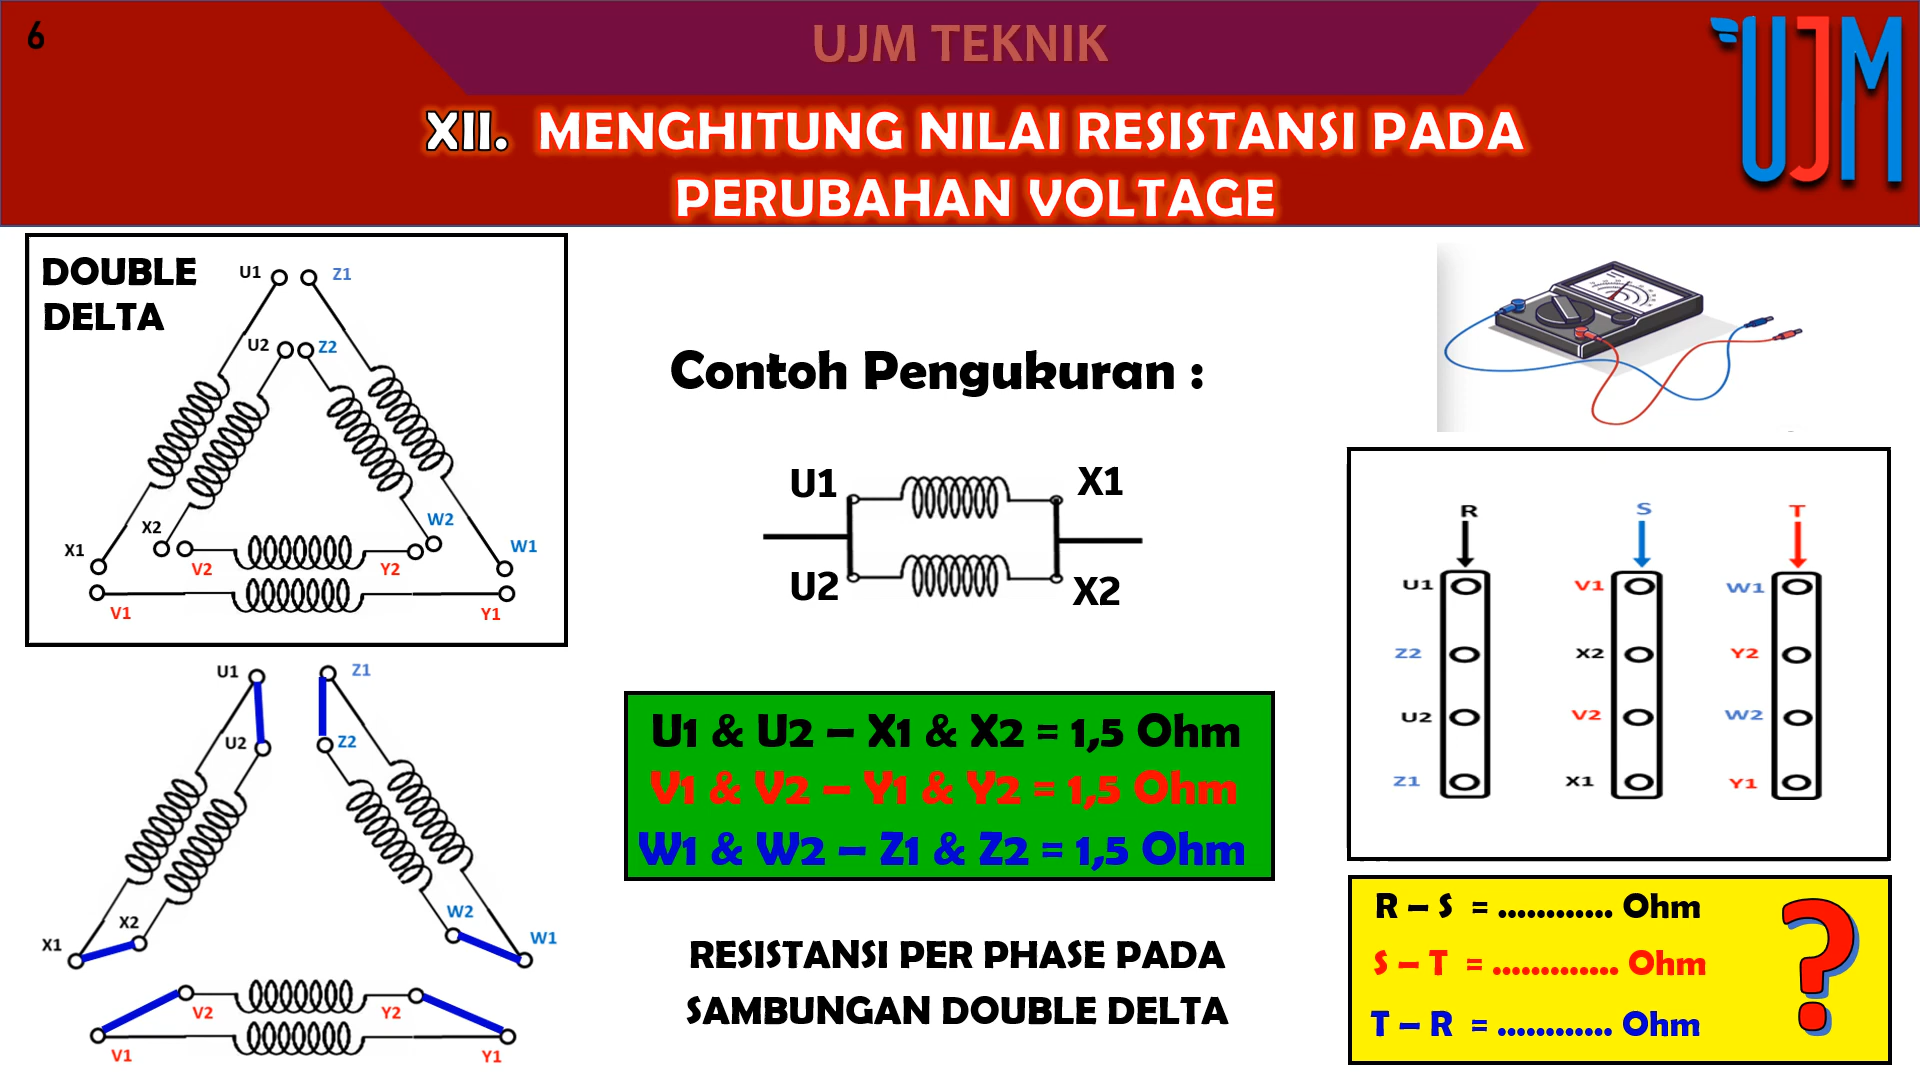 6
UJM TEKNIK
UJM
XII. MENGHITUNG NILAI RESISTANSI PADA
PERUBAHAN VOLTAGE
DOUBLE
DELTA
U1
Z1
U2
Z2
X2
W2
X1
W1
V2
Y2
V1
Y1
Contoh Pengukuran :
U1
X1
U2
X2
R
S
T
U1
V1
W1
Z2
X2
Y2
U2
V2
W2
Z1
X1
Y1
U1
Z1
U2
Z2
X2
W2
X1
W1
V2
Y2
V1
Y1
U1 & U2 – X1 & X2 = 1,5 Ohm
V1 & V2 – Y1 & Y2 = 1,5 Ohm
W1 & W2 – Z1 & Z2 = 1,5 Ohm
RESISTANSI PER PHASE PADA
SAMBUNGAN DOUBLE DELTA
R – S = ............ Ohm
S – T = ............. Ohm
T – R = ............ Ohm
?